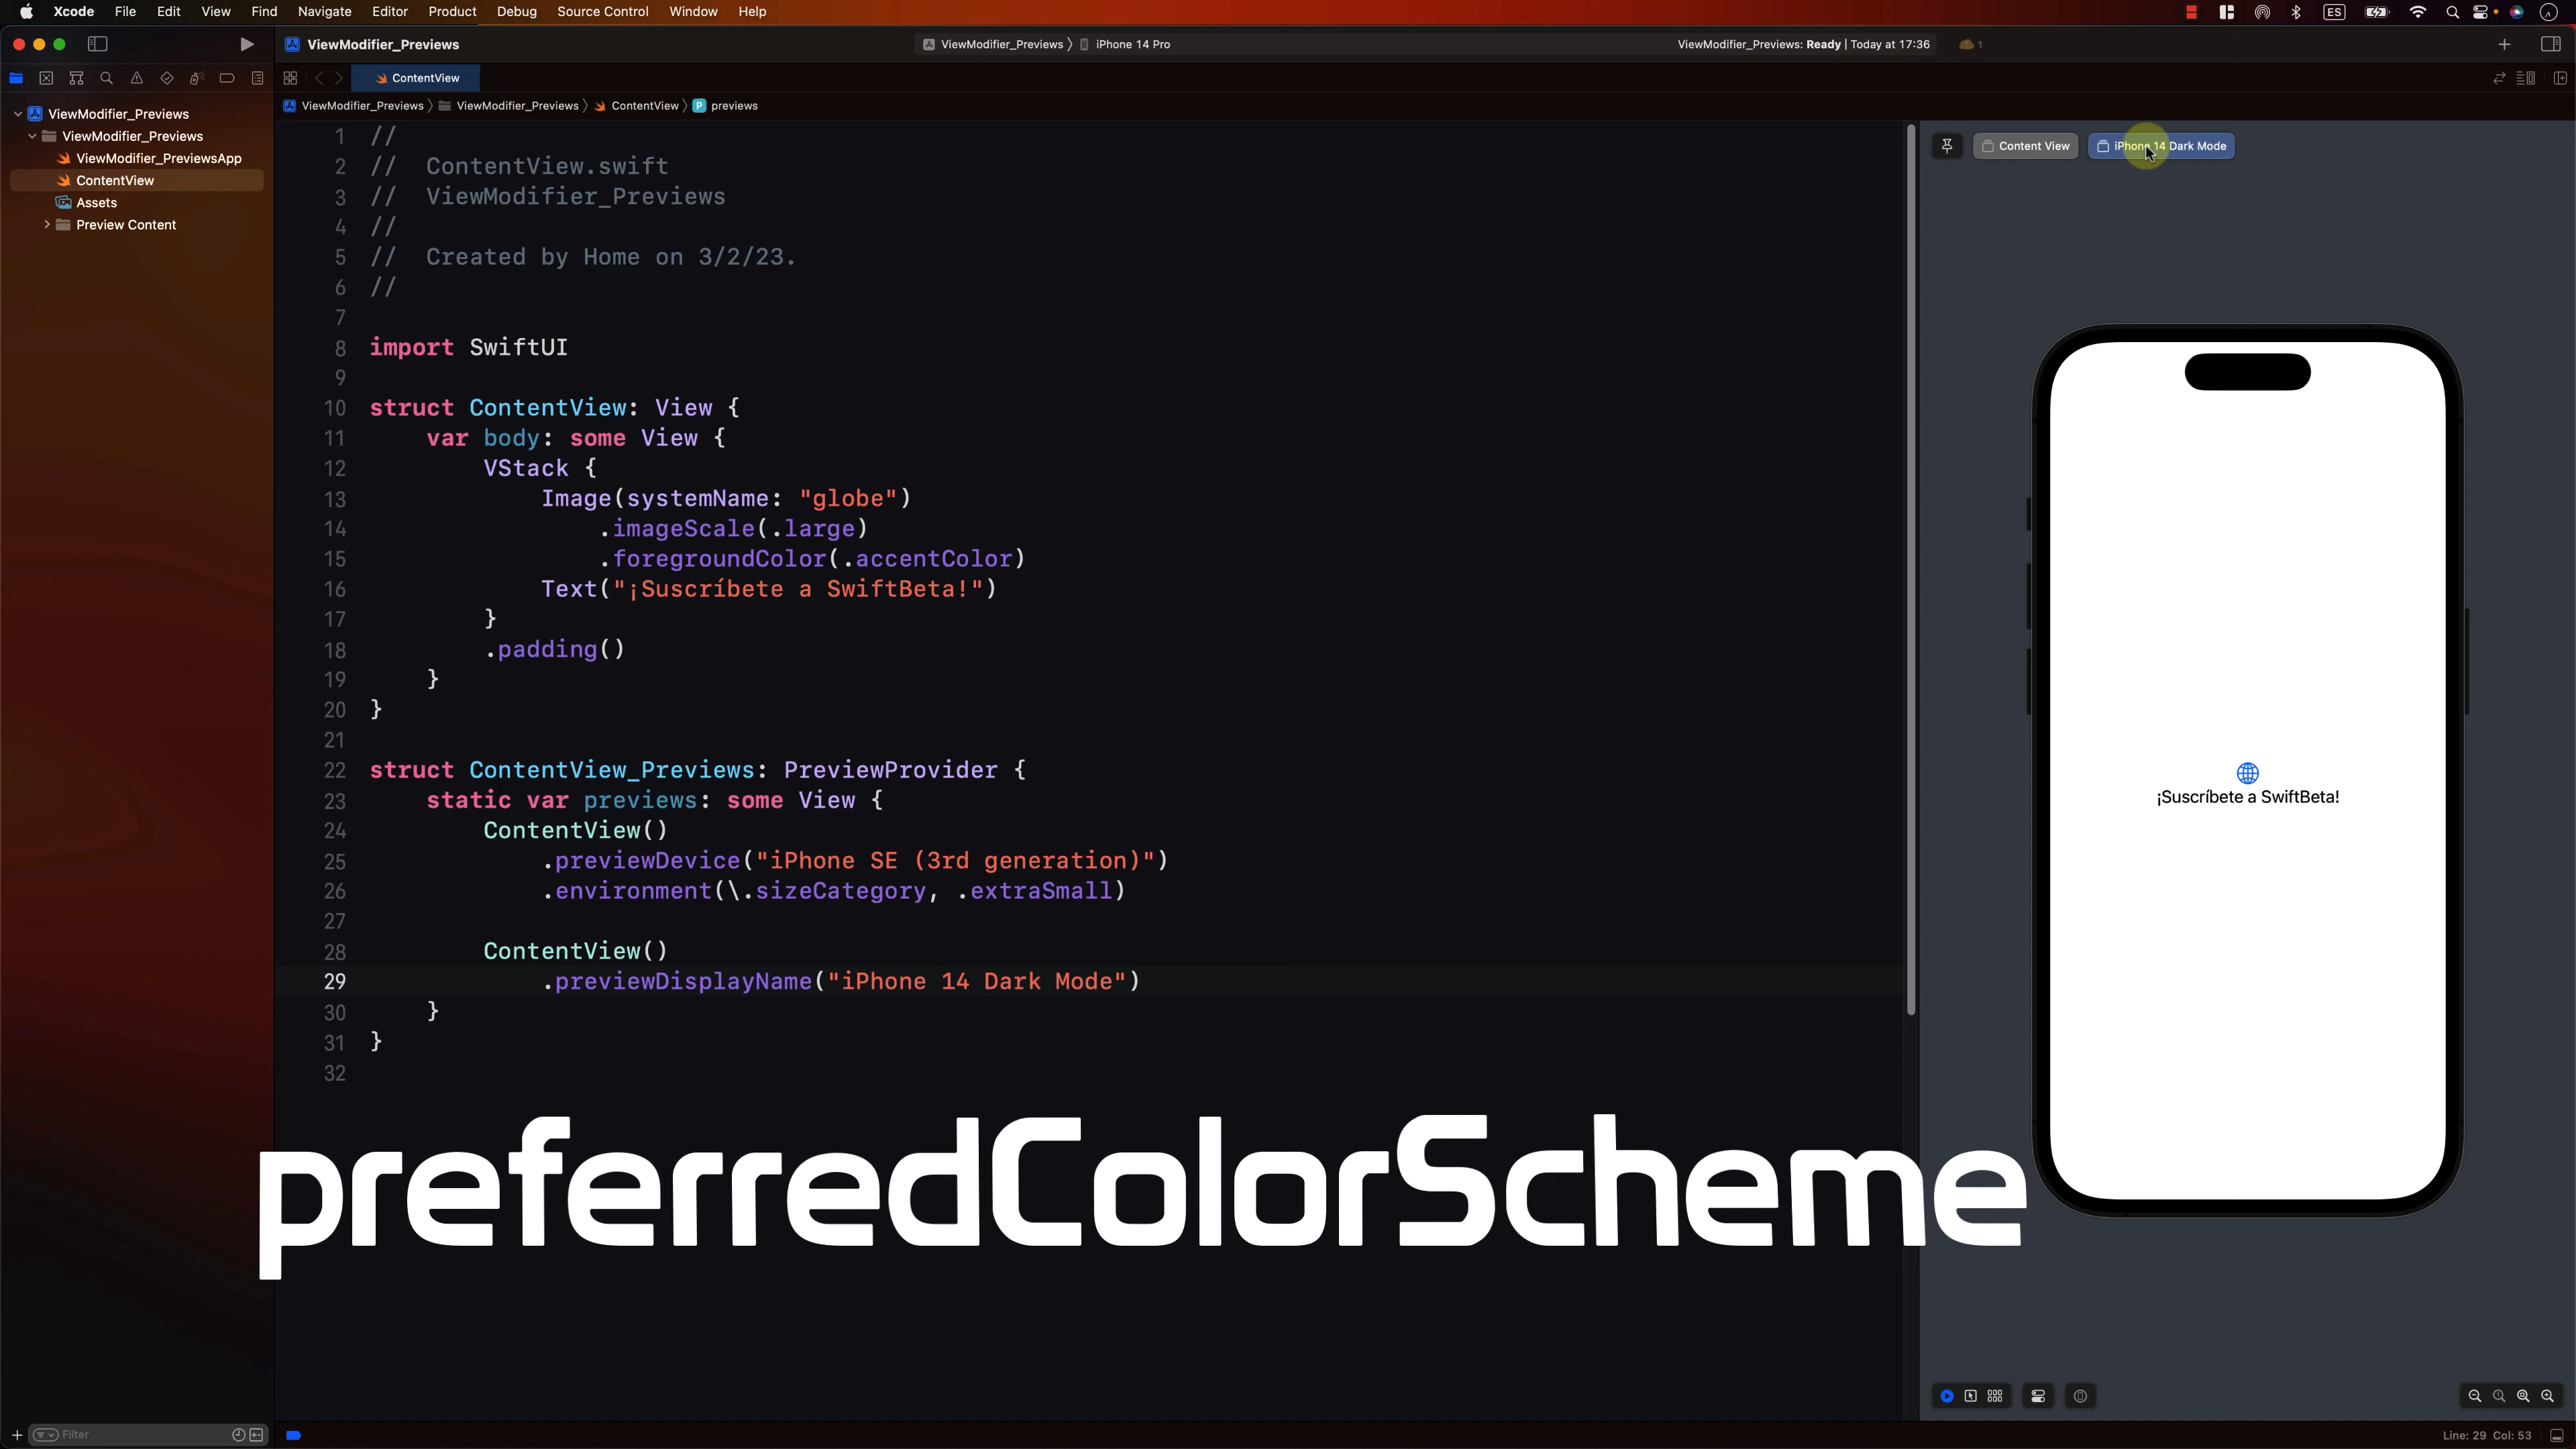 Xcode File Edit View Find Navigate Editor Product Debug Source Control Window Help ES
ViewModifier_Previews
ViewModifier_Previews 〉 iPhone 14 Pro
ViewModifier_Previews: Ready | Today at 17:36
1
ContentView
ViewModifier_Previews 〉 ViewModifier_Previews 〉 ContentView 〉 P previews
ViewModifier_Previews
ViewModifier_Previews
ViewModifier_PreviewsApp
ContentView
Assets
Preview Content
1 //
2 //  ContentView.swift
3 //  ViewModifier_Previews
4 //
5 //  Created by Home on 3/2/23.
6 //
7
8 import SwiftUI
9
10 struct ContentView: View {
11     var body: some View {
12         VStack {
13             Image(systemName: "globe")
14                 .imageScale(.large)
15                 .foregroundColor(.accentColor)
16             Text("¡Suscríbete a SwiftBeta!")
17         }
18         .padding()
19     }
20 }
21
22 struct ContentView_Previews: PreviewProvider {
23     static var previews: some View {
24         ContentView()
25             .previewDevice("iPhone SE (3rd generation)")
26             .environment(\.sizeCategory, .extraSmall)
27
28         ContentView()
29             .previewDisplayName("iPhone 14 Dark Mode")
30     }
31 }
32
Content View
iPhone 14 Dark Mode
¡Suscríbete a SwiftBeta!
preferredColorScheme
Filter
Line: 29 Col: 53